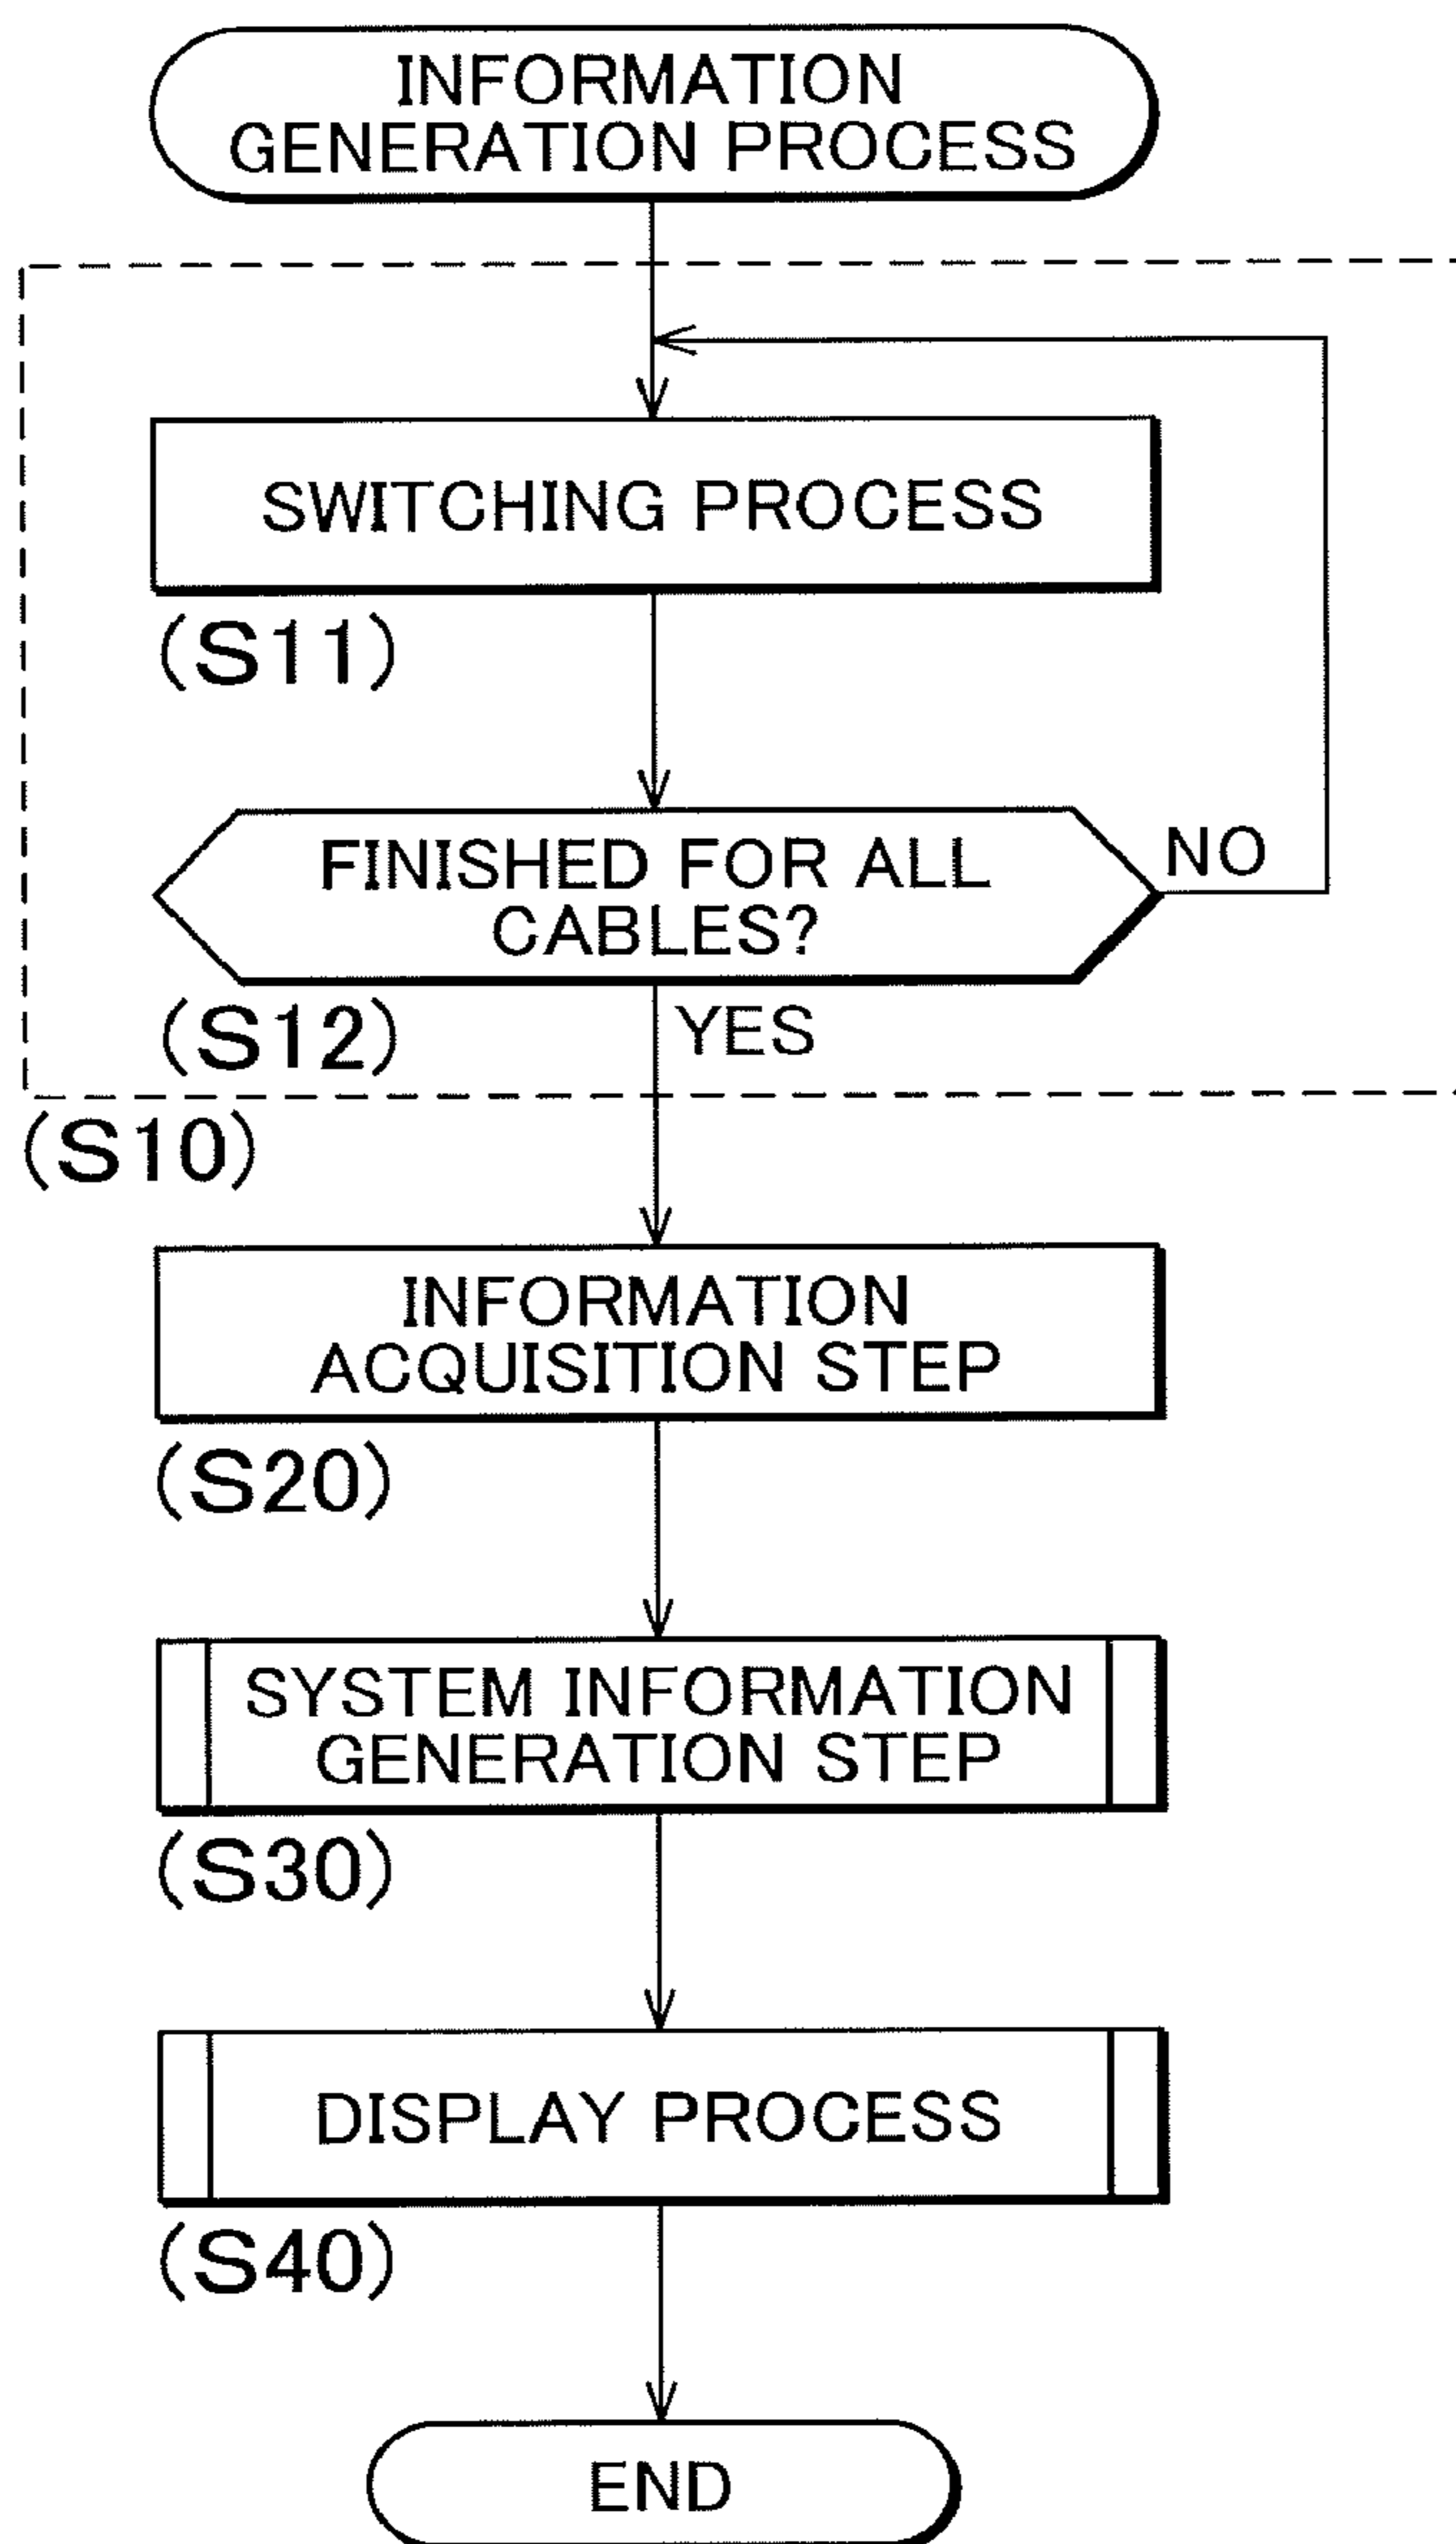 INFORMATION
GENERATION PROCESS
SWITCHING PROCESS
(S11)
FINISHED FOR ALL
CABLES?
NO
(S12)
YES
(S10)
INFORMATION
ACQUISITION STEP
(S20)
SYSTEM INFORMATION
GENERATION STEP
(S30)
DISPLAY PROCESS
(S40)
END